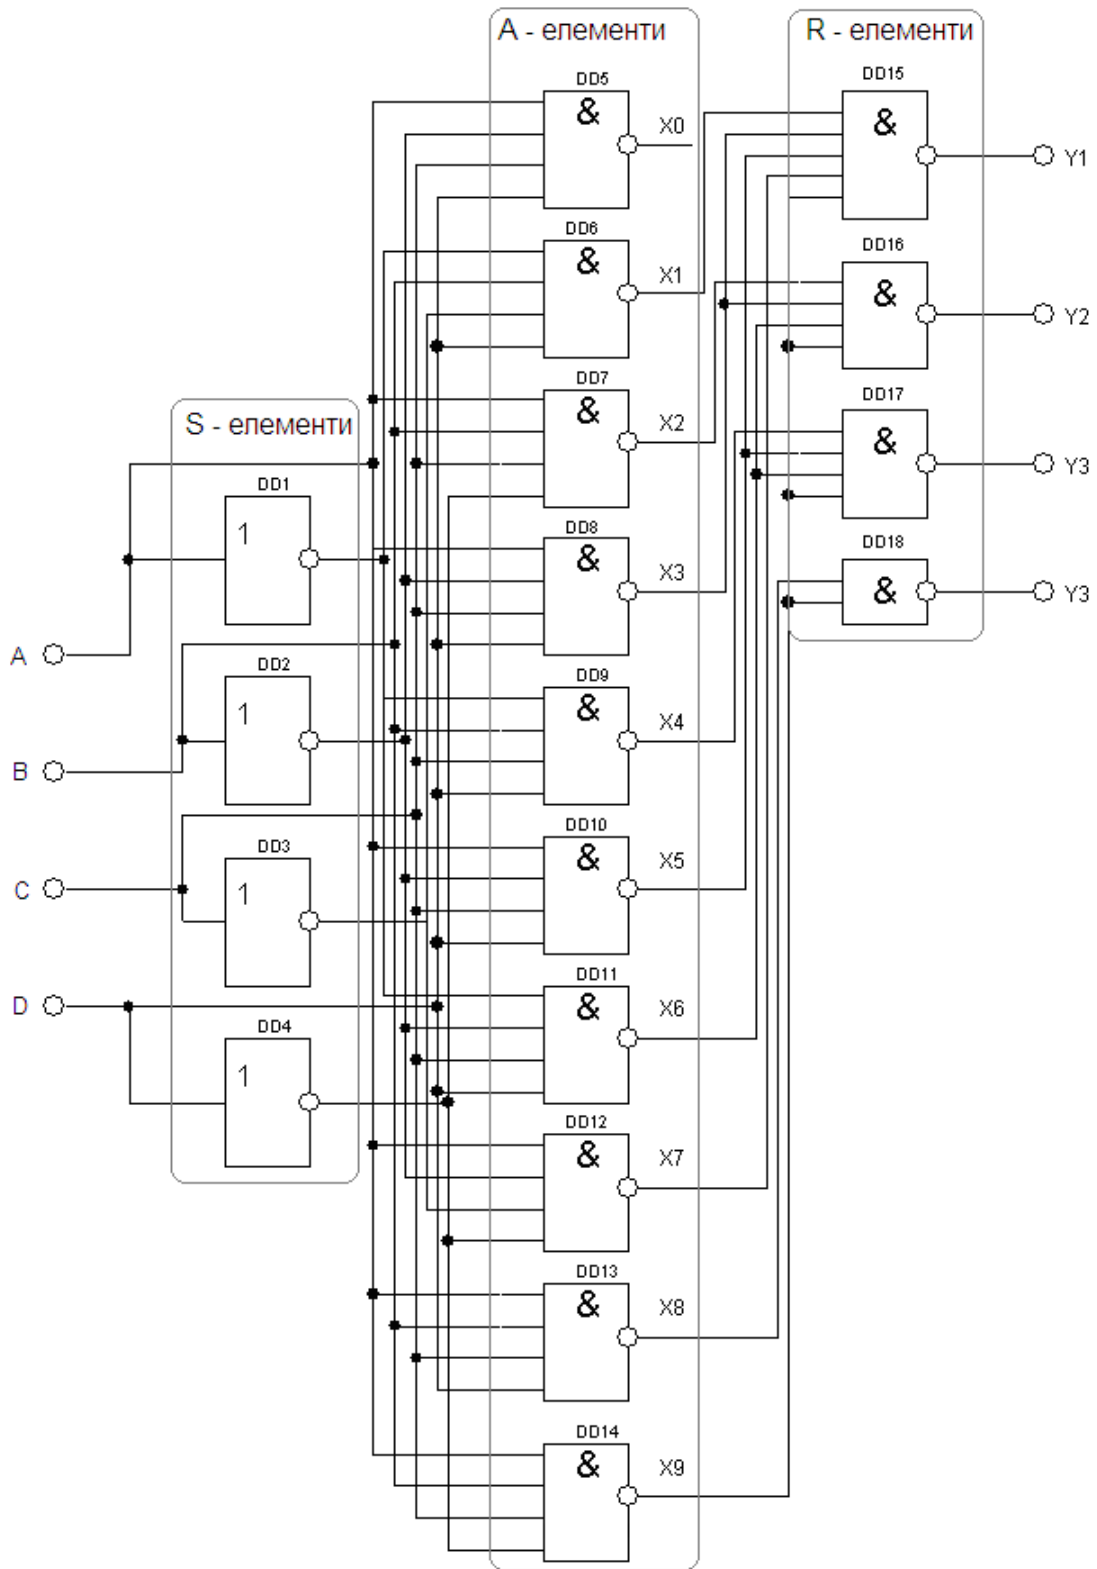 A - елементи
R - елементи
S - елементи
DD5
&
X0
DD6
&
X1
DD7
&
X2
DD8
&
X3
DD9
&
X4
DD10
&
X5
DD11
&
X6
DD12
&
X7
DD13
&
X8
DD14
&
X9
DD15
&
Y1
DD16
&
Y2
DD17
&
Y3
DD18
&
Y3
DD1
1
DD2
1
DD3
1
DD4
1
A
B
C
D